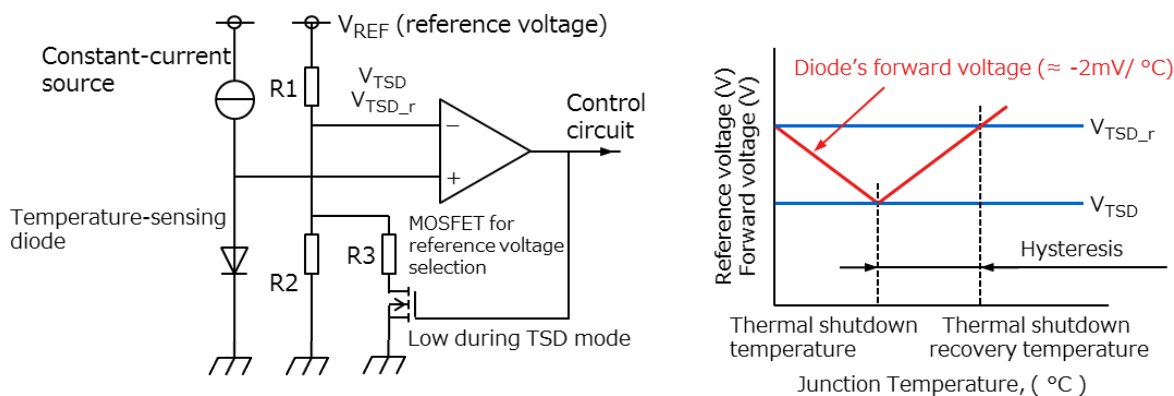 V_REF (reference voltage)
Constant-current
source
R1
V_TSD
V_TSD_r
−
+
Control
circuit
Temperature-sensing
diode
R2
R3
MOSFET for
reference voltage
selection
Low during TSD mode
Reference voltage (V)
Forward voltage (V)
Diode's forward voltage (≈ -2mV/ °C)
V_TSD_r
V_TSD
Hysteresis
Thermal shutdown
temperature
Thermal shutdown
recovery temperature
Junction Temperature, ( °C )